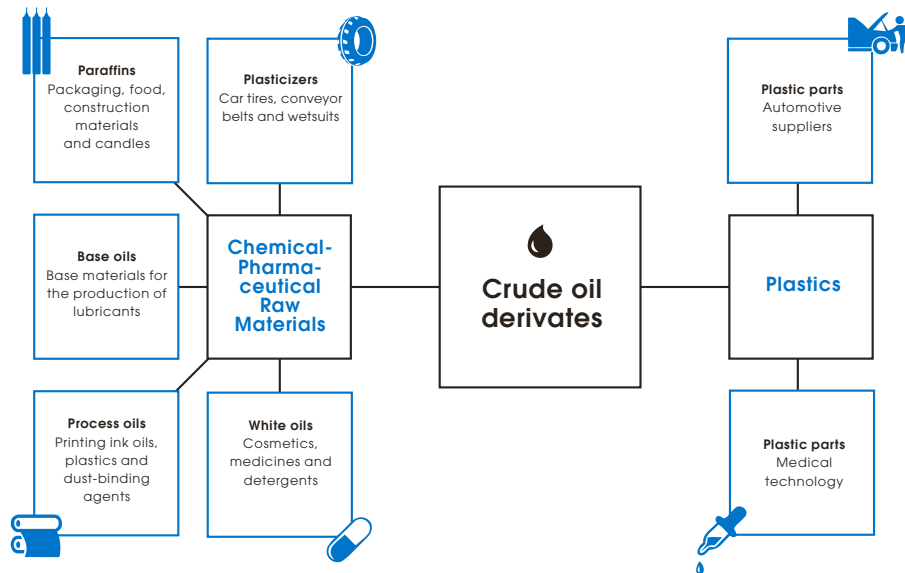 Paraffins
Packaging, food,
construction
materials
and candles
Plasticizers
Car tires, conveyor
belts and wetsuits
Base oils
Base materials for
the production of
lubricants
Chemical-
Pharma-
ceutical
Raw
Materials
Process oils
Printing ink oils,
plastics and
dust-binding
agents
White oils
Cosmetics,
medicines and
detergents
Crude oil
derivates
Plastic parts
Automotive
suppliers
Plastics
Plastic parts
Medical
technology